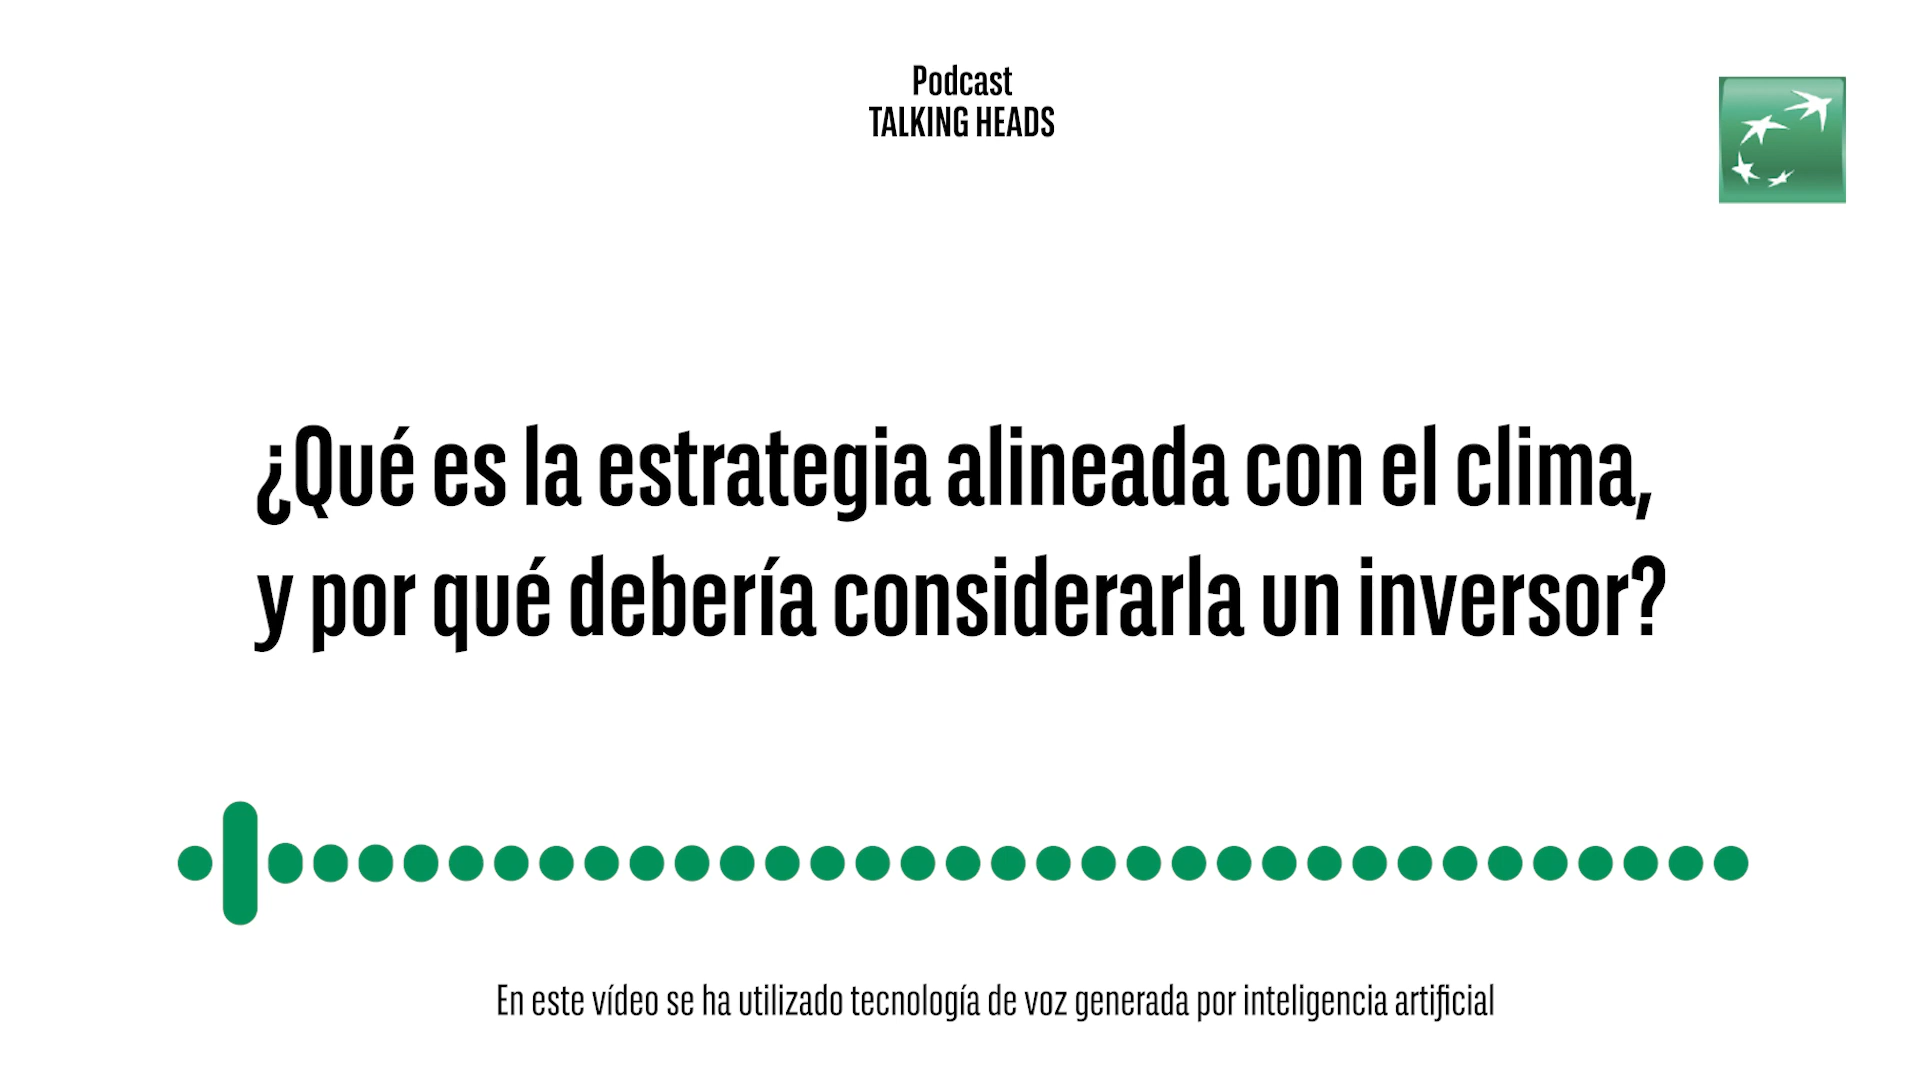 Podcast
TALKING HEADS
¿Qué es la estrategia alineada con el clima,
y por qué debería considerarla un inversor?
En este vídeo se ha utilizado tecnología de voz generada por inteligencia artificial